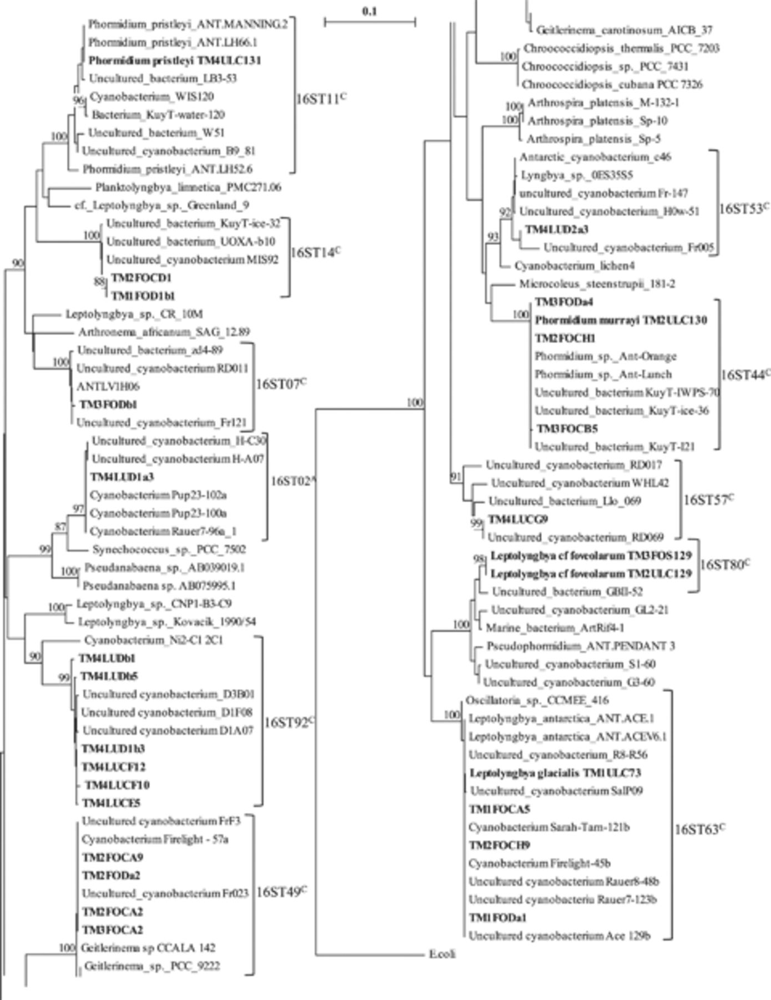 Phormidium_pristleyi_ANT.MANNING.2
Phormidium_pristleyi_ANT.LH66.1
Phormidium pristleyi TM4ULC131
Uncultured_bacterium_LB3-53
96
Cyanobacterium_WIS120
Bacterium_KuyT-water-120
Uncultured_bacterium_W51
100
Uncultured_cyanobacterium_B9_81
Phormidium_pristleyi_ANT.LH52.6
16ST11C
Planktolyngbya_limnetica_PMC271.06
cf._Leptolyngbya_sp._Greenland_9
Uncultured_bacterium_KuyT-ice-32
100
Uncultured_bacterium_UOXA-b10
Uncultured_cyanobacterium MIS92
88
TM2FOCD1
TM1FOD1b1
16ST14C
90
Leptolyngbya_sp._CR_10M
Arthronema_africanum_SAG_12.89
Uncultured_bacterium_zd4-89
100
Uncultured_cyanobacterium RD011
ANTLV1H06
TM3FODb1
Uncultured_cyanobacterium_Fr121
16ST07C
Uncultured_cyanobacterium_H-C30
Uncultured_cyanobacterium H-A07
TM4LUD1a3
Cyanobacterium Pup23-102a
97
Cyanobacterium Pup23-100a
Cyanobacterium Rauer7-96a_1
16ST02A
87
99
Synechococcus_sp._PCC_7502
Pseudanabaena_sp._AB039019.1
100
Pseudanabaena sp. AB075995.1
100
Leptolyngbya_sp._CNP1-B3-C9
Leptolyngbya_sp._Kovacik_1990/54
Cyanobacterium_Ni2-C1 2C1
90
TM4LUDb1
99
TM4LUDb5
Uncultured cyanobacterium_D3B01
Uncultured cyanobacterium_D1F08
Uncultured cyanobacterium D1A07
TM4LUD1b3
TM4LUCF12
TM4LUCF10
TM4LUCE5
16ST92C
Uncultured cyanobacterium FrF3
Cyanobacterium Firelight - 57a
TM2FOCA9
TM2FODa2
Uncultured_cyanobacterium Fr023
TM2FOCA2
TM3FOCA2
100
Geitlerinema sp CCALA 142
Geitlerinema_sp._PCC_9222
16ST49C
0.1
Geitlerinema_carotinosum_AICB_37
Chroococcidiopsis_thermalis_PCC_7203
100
Chroococcidiopsis_sp._PCC_7431
Chroococcidiopsis_cubana PCC 7326
100
Arthrospira_platensis_M-132-1
100
Arthrospira_platensis_Sp-10
Arthrospira_platensis_Sp-5
Antarctic_cyanobacterium_c46
Lyngbya_sp._0ES35S5
uncultured_cyanobacterium Fr-147
92
Uncultured_cyanobacterium_H0w-51
TM4LUD2a3
93
Uncultured_cyanobacterium_Fr005
16ST53C
Cyanobacterium_lichen4
Microcoleus_steenstrupii_181-2
TM3FODa4
100
Phormidium murrayi TM2ULC130
TM2FOCH1
Phormidium_sp._Ant-Orange
Phormidium_sp._Ant-Lunch
Uncultured_bacterium KuyT-IWPS-70
Uncultured_bacterium_KuyT-ice-36
TM3FOCB5
Uncultured_bacterium_KuyT-I21
16ST44C
100
Uncultured_cyanobacterium_RD017
91
Uncultured_cyanobacterium WHL42
Uncultured_bacterium_Llo_069
TM4LUCG9
99
Uncultured_cyanobacterium_RD069
16ST57C
98
Leptolyngbya cf foveolarum TM3FOS129
Leptolyngbya cf foveolarum TM2ULC129
Uncultured_bacterium_GBII-52
16ST80C
Uncultured_cyanobacterium_GL2-21
100
Marine_bacterium_ArtRif4-1
Pseudophormidium_ANT.PENDANT 3
Uncultured_cyanobacterium_S1-60
Uncultured_cyanobacterium_G3-60
Oscillatoria_sp._CCMEE_416
100
Leptolyngbya_antarctica_ANT.ACE.1
Leptolyngbya_antarctica_ANT.ACEV6.1
Uncultured_cyanobacterium_R8-R56
Leptolyngbya glacialis TM1ULC73
Uncultured_cyanobacterium SalP09
TM1FOCA5
Cyanobacterium Sarah-Tam-121b
TM2FOCH9
Cyanobacterium Firelight-45b
Uncultured cyanobacterium Rauer8-48b
Uncultured cyanobacteriu Rauer7-123b
TM1FODa1
Uncultured cyanobacterium Ace 129b
16ST63C
E.coli